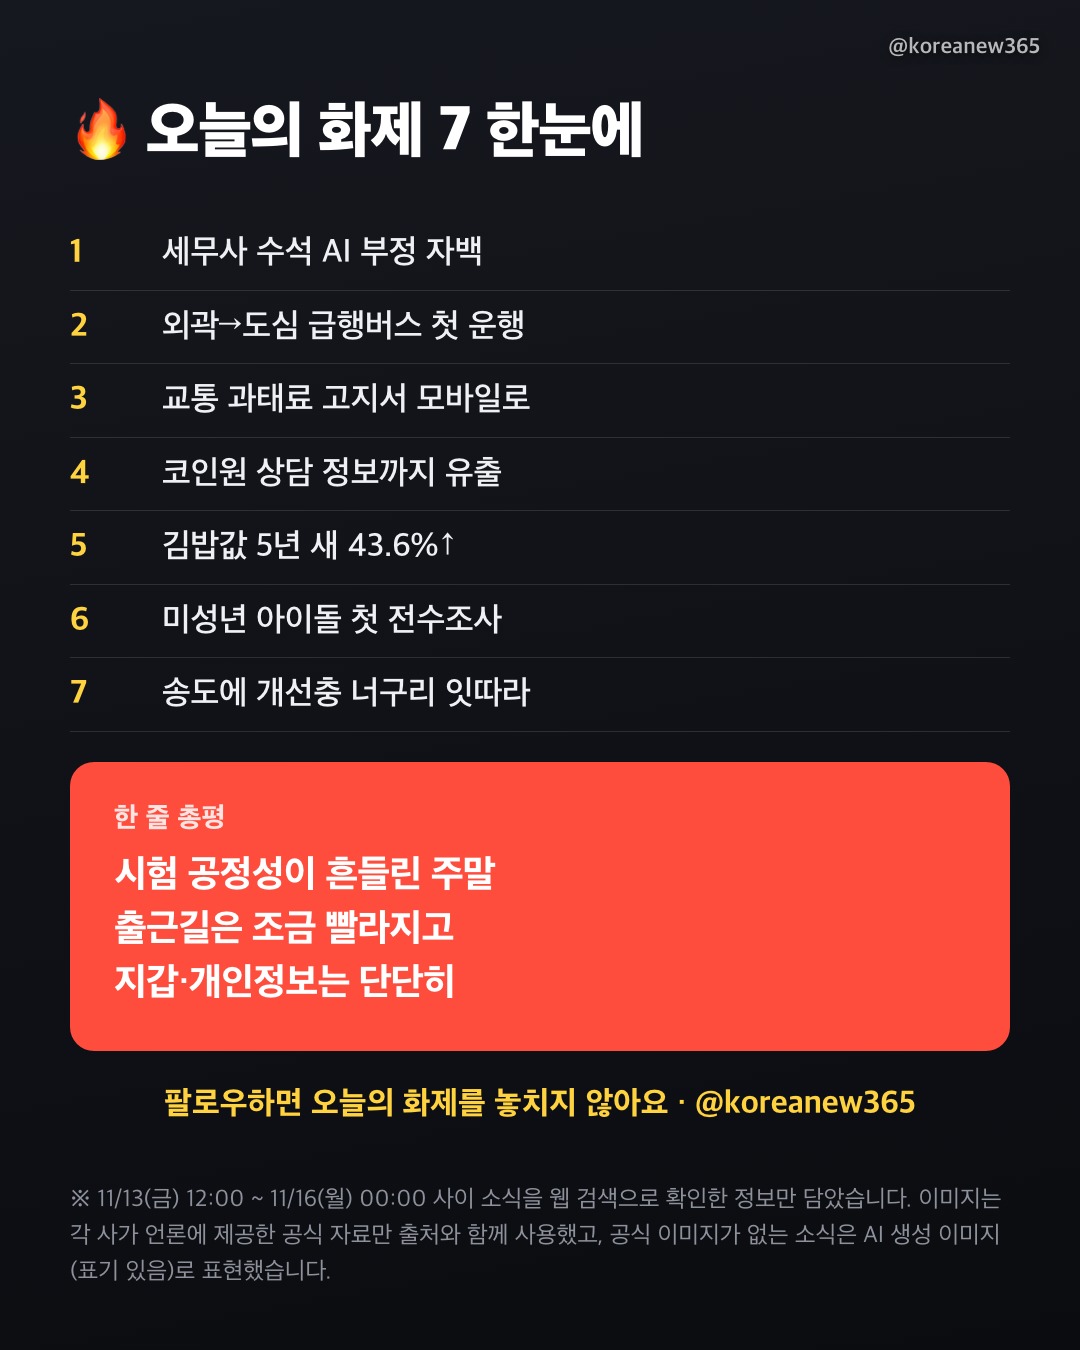 @koreanew365
🔥 오늘의 화제 7 한눈에
1 세무사 수석 AI 부정 자백
2 외곽→도심 급행버스 첫 운행
3 교통 과태료 고지서 모바일로
4 코인원 상담 정보까지 유출
5 김밥값 5년 새 43.6%↑
6 미성년 아이돌 첫 전수조사
7 송도에 개선충 너구리 잇따라
한 줄 총평
시험 공정성이 흔들린 주말
출근길은 조금 빨라지고
지갑·개인정보는 단단히
팔로우하면 오늘의 화제를 놓치지 않아요 · @koreanew365
※ 11/13(금) 12:00 ~ 11/16(월) 00:00 사이 소식을 웹 검색으로 확인한 정보만 담았습니다. 이미지는
각 사가 언론에 제공한 공식 자료만 출처와 함께 사용했고, 공식 이미지가 없는 소식은 AI 생성 이미지
(표기 있음)로 표현했습니다.